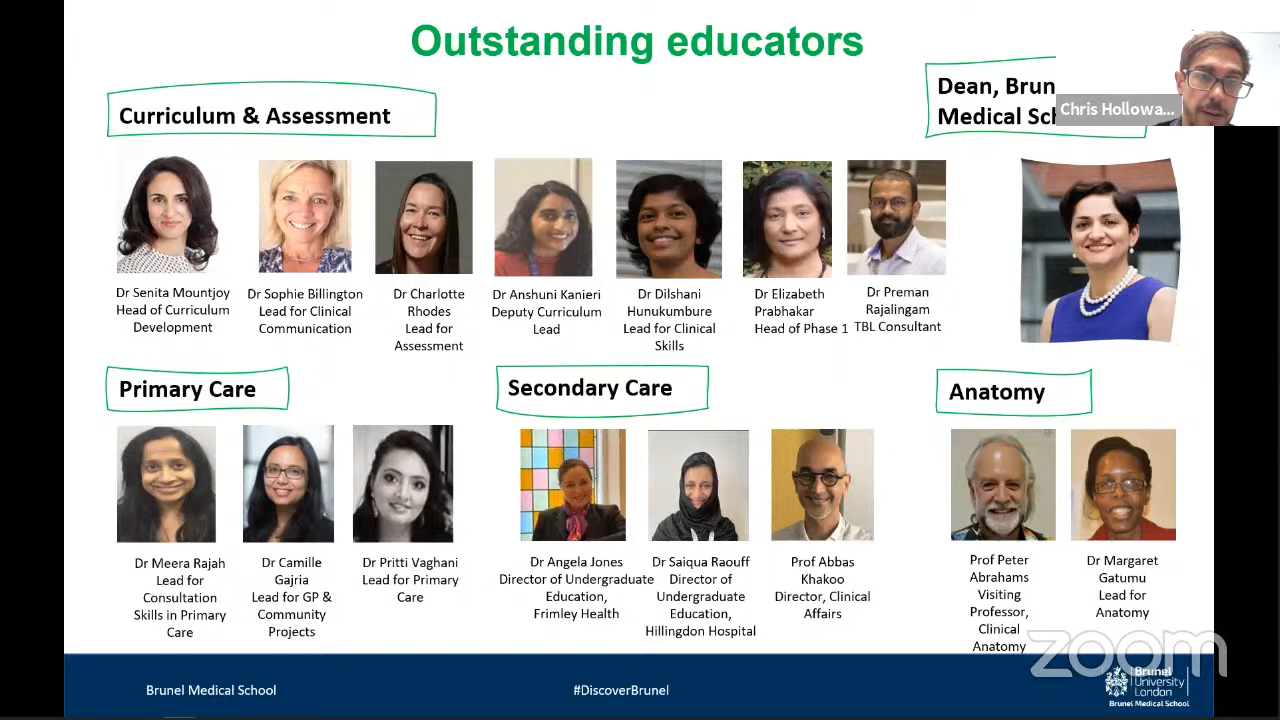 Outstanding educators
Curriculum & Assessment
Dean, Brun
Medical Sch
Chris Hollowa...
Dr Senita Mountjoy
Head of Curriculum
Development
Dr Sophie Billington
Lead for Clinical
Communication
Dr Charlotte
Rhodes
Lead for
Assessment
Dr Anshuni Kanieri
Deputy Curriculum
Lead
Dr Dilshani
Hunukumbure
Lead for Clinical
Skills
Dr Elizabeth
Prabhakar
Head of Phase 1
Dr Preman
Rajalingam
TBL Consultant
Primary Care
Secondary Care
Anatomy
Dr Meera Rajah
Lead for
Consultation
Skills in Primary
Care
Dr Camille
Gajria
Lead for GP &
Community
Projects
Dr Pritti Vaghani
Lead for Primary
Care
Dr Angela Jones
Director of Undergraduate
Education,
Frimley Health
Dr Saiqua Raouff
Director of
Undergraduate
Education,
Hillingdon Hospital
Prof Abbas
Khakoo
Director, Clinical
Affairs
Prof Peter
Abrahams
Visiting
Professor,
Clinical
Anatomy
Dr Margaret
Gatumu
Lead for
Anatomy
zoom
Brunel Medical School
#DiscoverBrunel
Brunel
University
London
Brunel Medical School